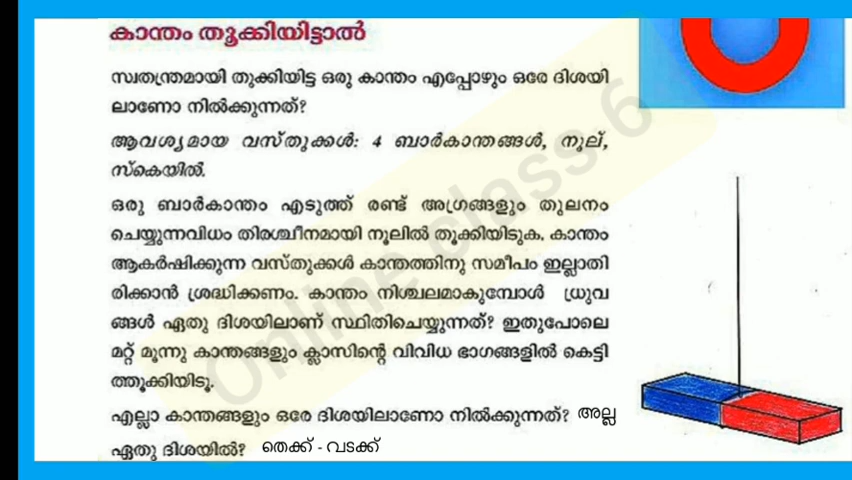 കാന്തം തൂക്കിയിട്ടാൽ
സ്വതന്ത്രമായി തൂക്കിയിട്ട ഒരു കാന്തം എപ്പോഴും ഒരേ ദിശയി
ലാണോ നിൽക്കുന്നത്?
ആവശ്യമായ വസ്തുക്കൾ: 4 ബാർകാന്തങ്ങൾ, നൂല്,
സ്കെയിൽ.
ഒരു ബാർകാന്തം എടുത്ത് രണ്ട് അഗ്രങ്ങളും തുലനം
ചെയ്യുന്നവിധം തിരശ്ചീനമായി നൂലിൽ തൂക്കിയിടുക. കാന്തം
ആകർഷിക്കുന്ന വസ്തുക്കൾ കാന്തത്തിനു സമീപം ഇല്ലാതി
രിക്കാൻ ശ്രദ്ധിക്കണം. കാന്തം നിശ്ചലമാകുമ്പോൾ ധ്രുവ
ങ്ങൾ ഏതു ദിശയിലാണ് സ്ഥിതിചെയ്യുന്നത്? ഇതുപോലെ
മറ്റ് മൂന്നു കാന്തങ്ങളും ക്ലാസിന്റെ വിവിധ ഭാഗങ്ങളിൽ കെട്ടി
ത്തൂക്കിയിടൂ.
എല്ലാ കാന്തങ്ങളും ഒരേ ദിശയിലാണോ നിൽക്കുന്നത്? അല്ല
ഏതു ദിശയിൽ? തെക്ക് - വടക്ക്
Online class 6